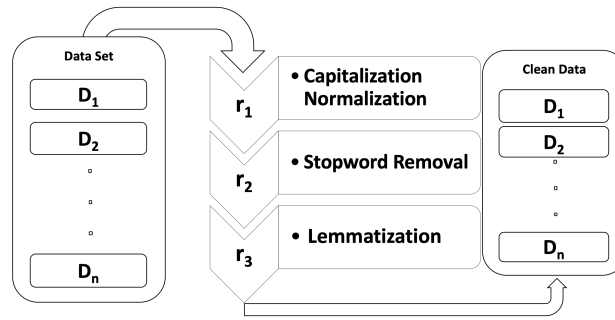 Data Set
D1
D2
Dn
r1
• Capitalization
Normalization
r2
• Stopword Removal
r3
• Lemmatization
Clean Data
D1
D2
Dn